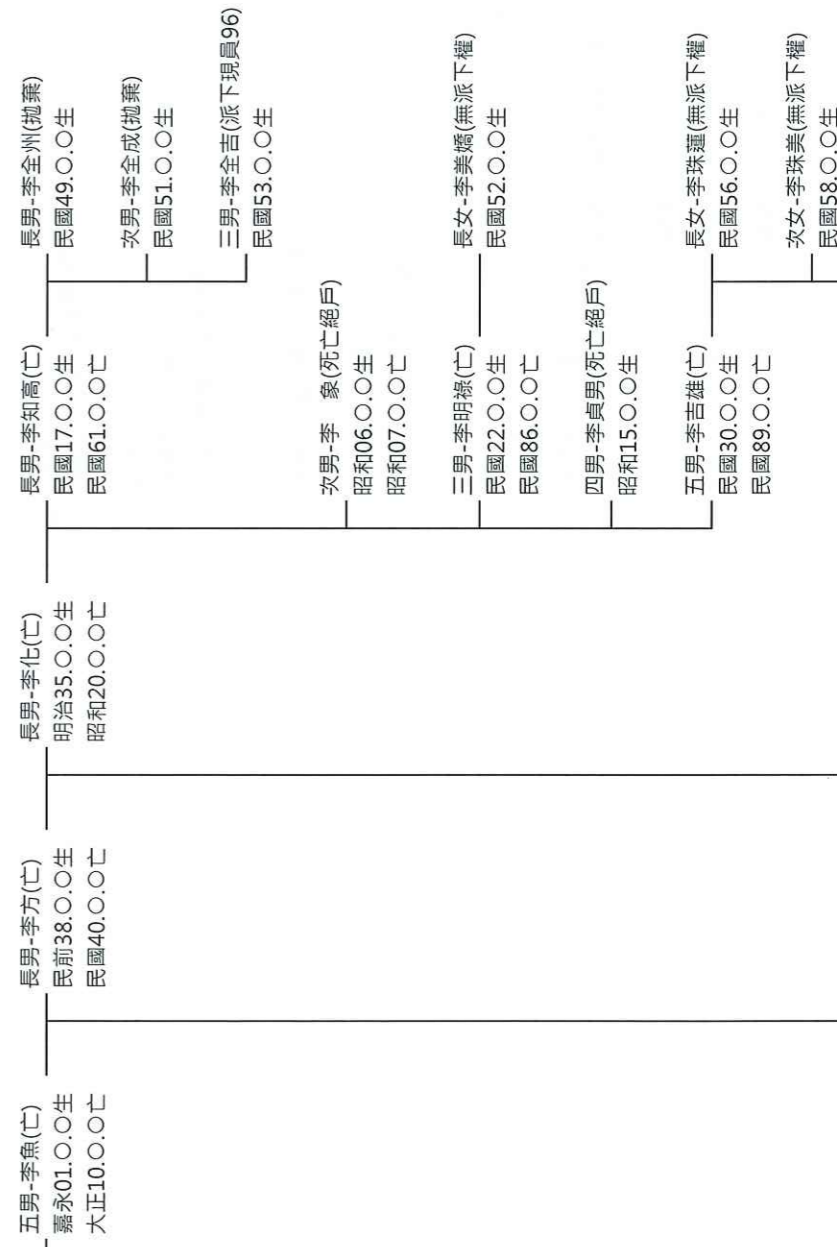 五男-李魚(亡)
嘉永01.○.○生
大正10.○.○亡
長男-李方(亡)
民前38.○.○生
民國40.○.○亡
長男-李化(亡)
明治35.○.○生
昭和20.○.○亡
長男-李知高(亡)
民國17.○.○生
民國61.○.○亡
長男-李全州(拋棄)
民國49.○.○生
次男-李全成(拋棄)
民國51.○.○生
三男-李全吉(派下現員96)
民國53.○.○生
次男-李　象(死亡絕戶)
昭和06.○.○生
昭和07.○.○亡
三男-李明祿(亡)
民國22.○.○生
民國86.○.○亡
長女-李美嬌(無派下權)
民國52.○.○生
四男-李貞男(死亡絕戶)
昭和15.○.○生
五男-李吉雄(亡)
民國30.○.○生
民國89.○.○亡
長女-李珠蓮(無派下權)
民國56.○.○生
次女-李珠美(無派下權)
民國58.○.○生